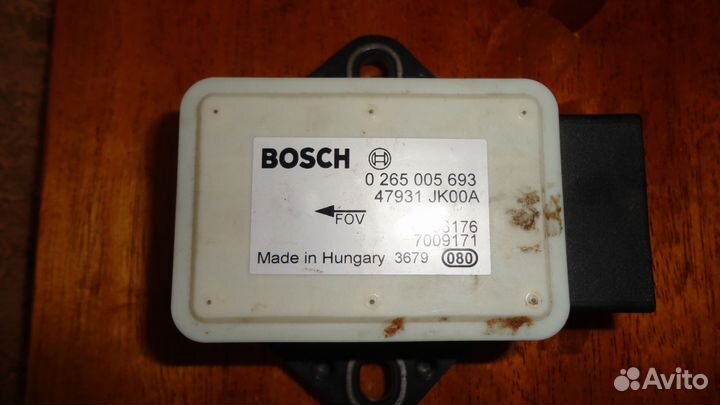 BOSCH
0 265 005 693
47931 JK00A
FOV
7009171
Made in Hungary 3679 080
Avito